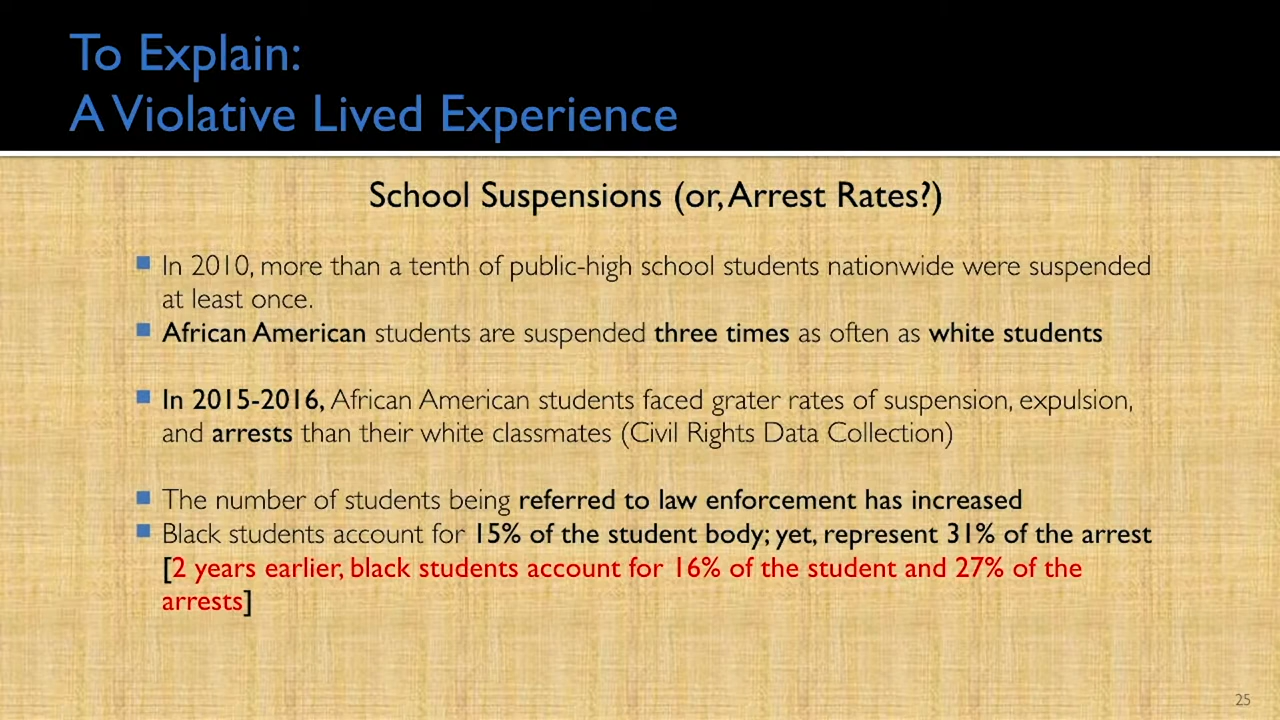 To Explain:
A Violative Lived Experience
School Suspensions (or, Arrest Rates?)
In 2010, more than a tenth of public-high school students nationwide were suspended
at least once.
African American students are suspended three times as often as white students
In 2015-2016, African American students faced grater rates of suspension, expulsion,
and arrests than their white classmates (Civil Rights Data Collection)
The number of students being referred to law enforcement has increased
Black students account for 15% of the student body; yet, represent 31% of the arrest
[2 years earlier, black students account for 16% of the student and 27% of the
arrests]
25